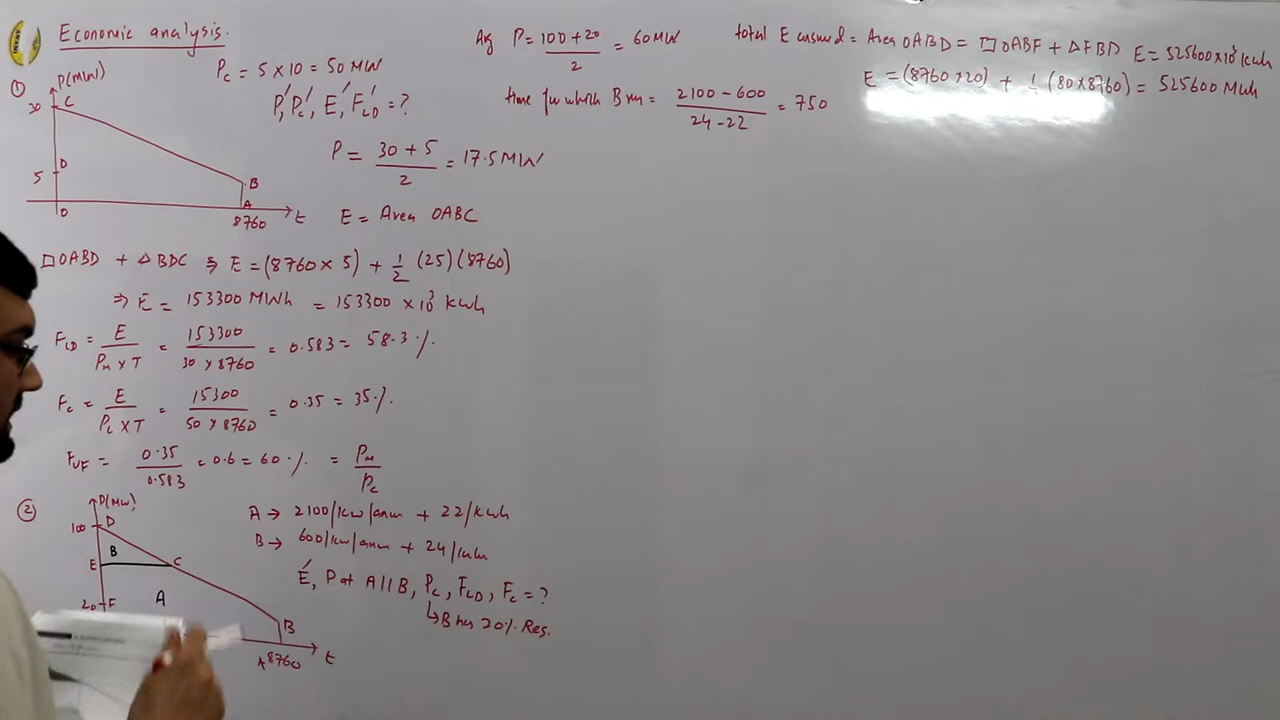 Economic analysis.
① P(MW)
30 C
D
5
B
O
A
8760 t
Pc = 5 x 10 = 50 MW
P, Pc, E, FLD = ?
P = 30 + 5 / 2 = 17.5 MW
E = Area OABC
□OABD + △BDC ⇒ E = (8760 x 5) + 1/2 (25)(8760)
⇒ E = 153300 MWh = 153300 x 10³ kwh
FLD = E / PM x T = 153300 / 30 x 8760 = 0.583 = 58.3 %.
Fc = E / Pc x T = 15300 / 50 x 8760 = 0.35 = 35 %.
FUF = 0.35 / 0.583 = 0.6 = 60 %. = PM / Pc
② P(MW)
100 D
B
E C
A
20 F
B
A 8760 t
A → 2100/kw/annum + 22/kwh
B → 600/kw/annum + 24/kwh
E, P at A||B, Pc, FLD, Fc = ?
↳ B has 20% Res.
Avg P = 100 + 20 / 2 = 60 MW
time for which B run = 2100 - 600 / 24 - 22 = 750
total E = Area OABD = □ OABF + △ FBD E = 525600 x 10³ kwh
E = (8760 x 20) + 1/2 (80 x 8760) = 525600 MWh